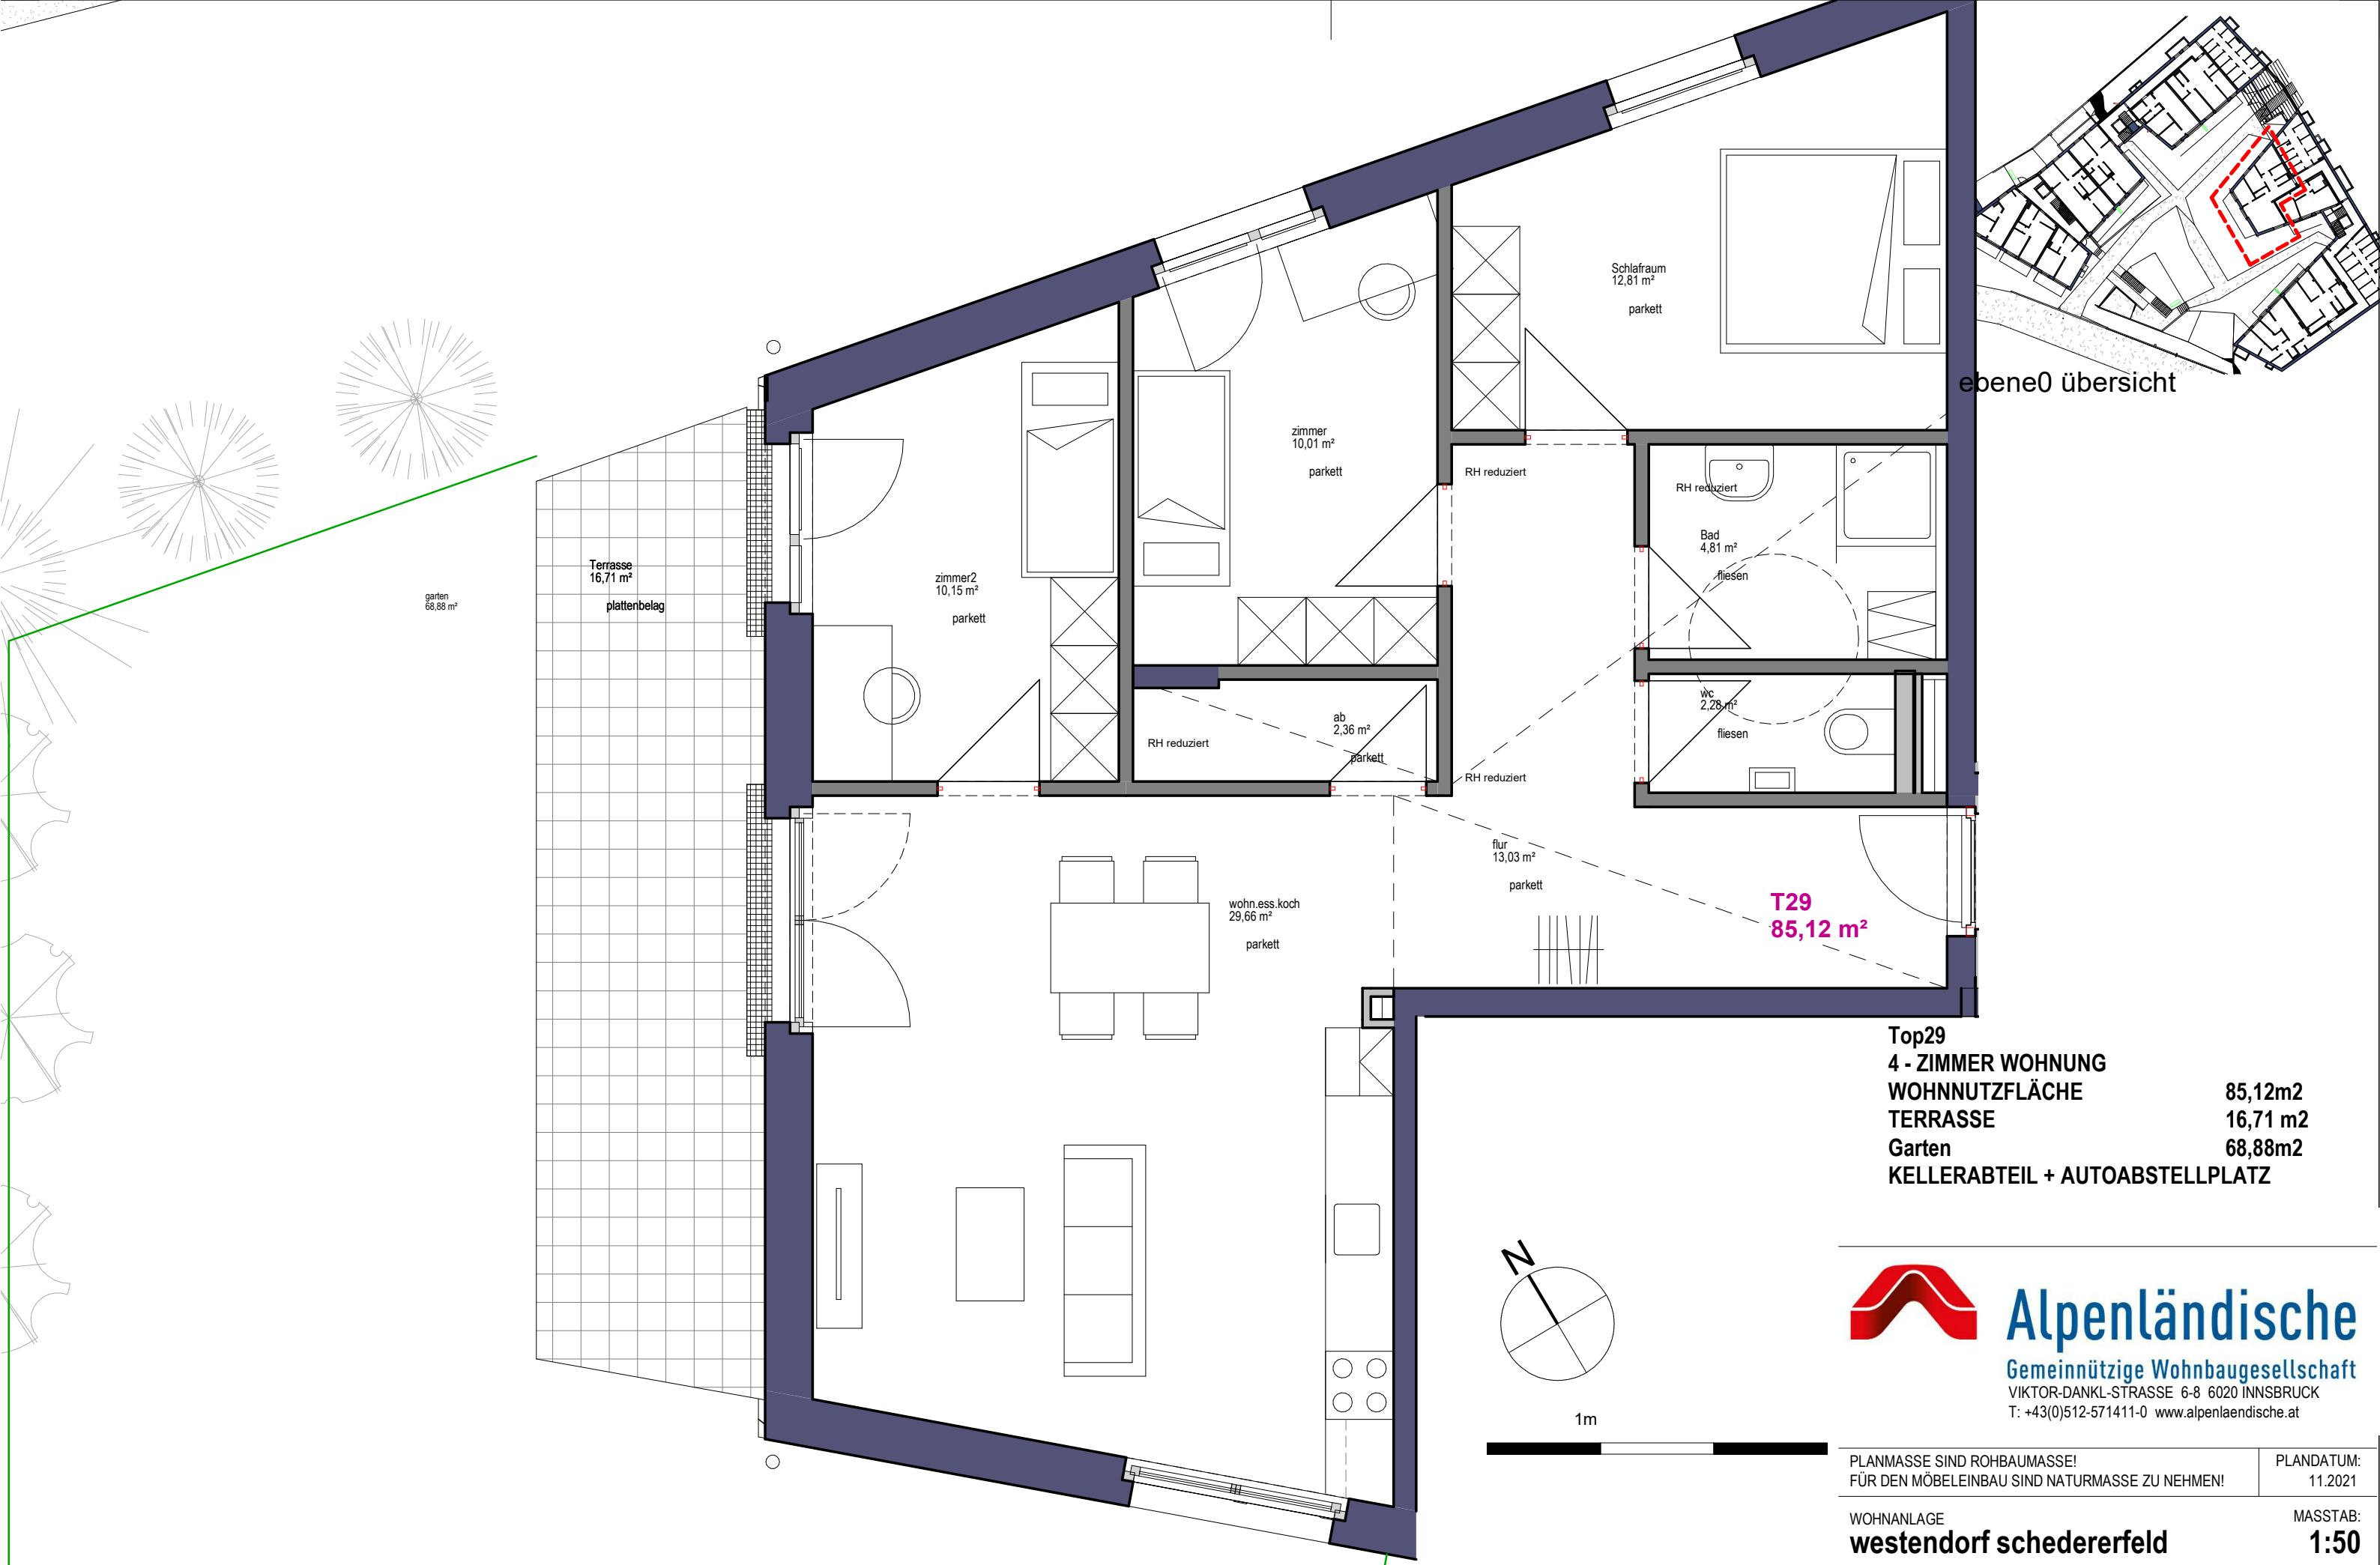 Schlafraum
12,81 m²
parkett
ebene0 übersicht
zimmer
10,01 m²
parkett
RH reduziert
RH reduziert
Bad
4,81 m²
fliesen
Terrasse
16,71 m²
plattenbelag
garten
68,88 m²
zimmer2
10,15 m²
parkett
wc
2,28 m²
fliesen
ab
2,36 m²
parkett
RH reduziert
RH reduziert
flur
13,03 m²
parkett
T29
85,12 m²
wohn.ess.koch
29,66 m²
parkett
Top29
4 - ZIMMER WOHNUNG
WOHNNUTZFLÄCHE 85,12m2
TERRASSE 16,71 m2
Garten 68,88m2
KELLERABTEIL + AUTOABSTELLPLATZ
N
1m
Alpenländische
Gemeinnützige Wohnbaugesellschaft
VIKTOR-DANKL-STRASSE 6-8 6020 INNSBRUCK
T: +43(0)512-571411-0 www.alpenlaendische.at
PLANMASSE SIND ROHBAUMASSE!
FÜR DEN MÖBELEINBAU SIND NATURMASSE ZU NEHMEN!
PLANDATUM:
11.2021
WOHNANLAGE
westendorf schedererfeld
MASSTAB:
1:50